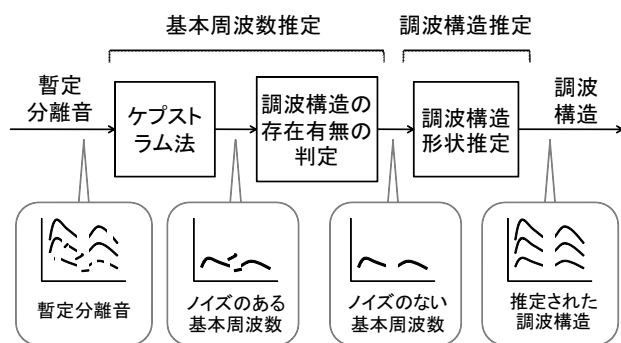 基本周波数推定
調波構造推定
暫定
分離音
ケプスト
ラム法
調波構造の
存在有無の
判定
調波構造
形状推定
調波
構造
暫定分離音
ノイズのある
基本周波数
ノイズのない
基本周波数
推定された
調波構造